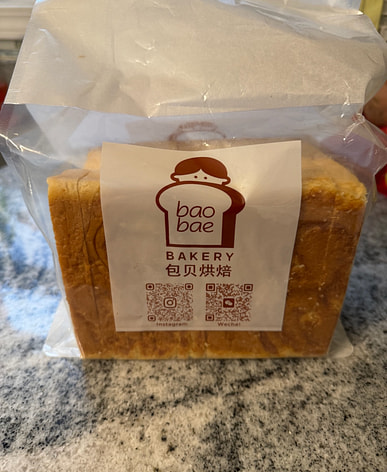 bao
bae
BAKERY
包贝烘焙
Instagram
Wechat